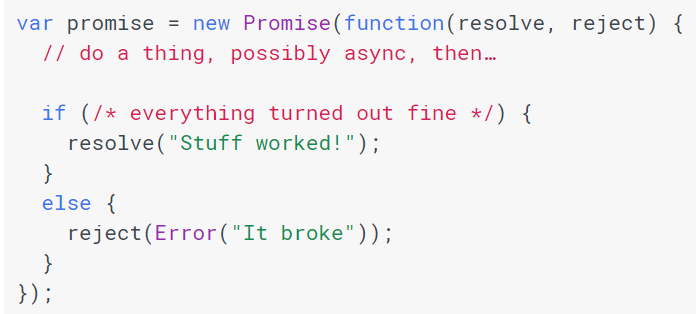 var promise = new Promise(function(resolve, reject) {
  // do a thing, possibly async, then…

  if (/* everything turned out fine */) {
    resolve("Stuff worked!");
  }
  else {
    reject(Error("It broke"));
  }
});